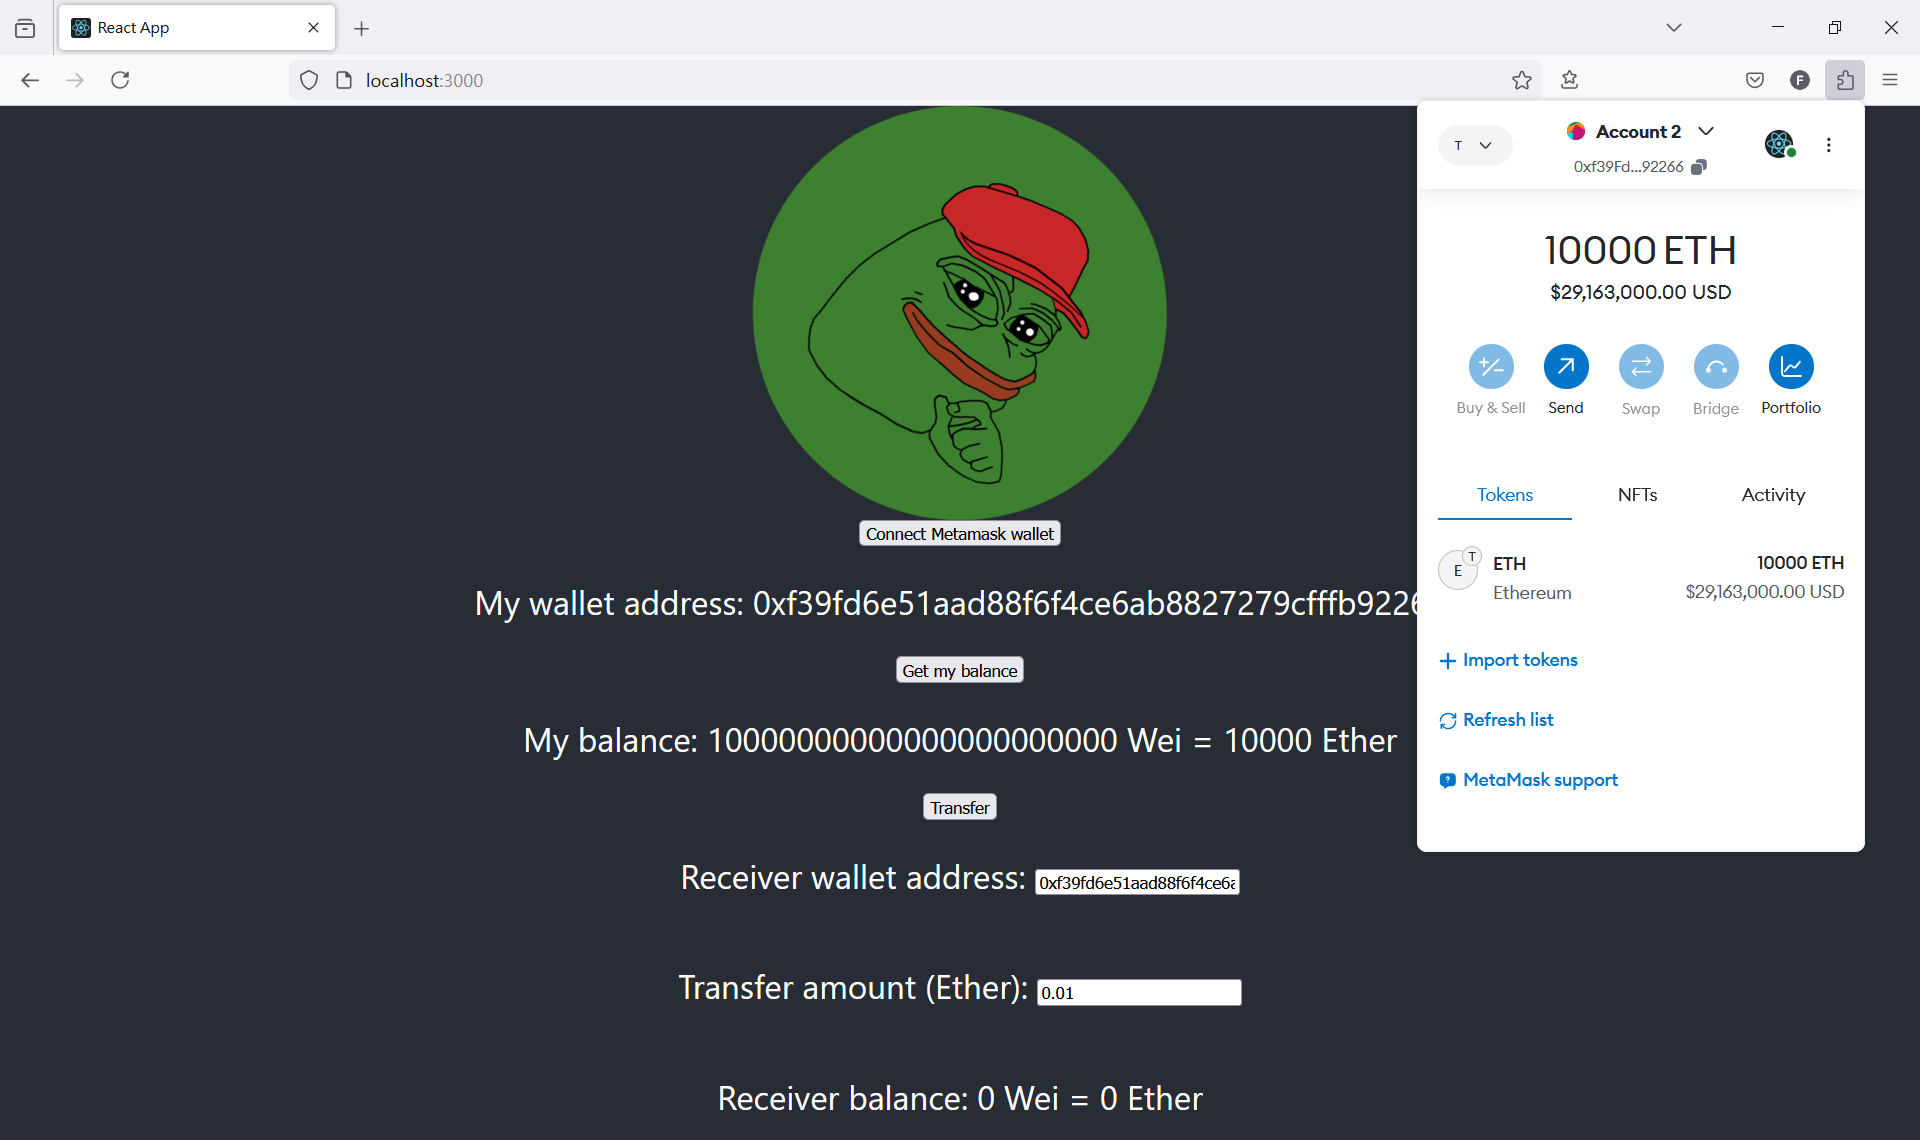 React App
localhost:3000
F
T
Account 2
0xf39Fd...92266
10000 ETH
$29,163,000.00 USD
Buy & Sell
Send
Swap
Bridge
Portfolio
Tokens
NFTs
Activity
T
E
ETH
10000 ETH
Ethereum
$29,163,000.00 USD
Import tokens
Refresh list
MetaMask support
Connect Metamask wallet
My wallet address: 0xf39fd6e51aad88f6f4ce6ab8827279cfffb9226
Get my balance
My balance: 10000000000000000000000 Wei = 10000 Ether
Transfer
Receiver wallet address: 0xf39fd6e51aad88f6f4ce6a
Transfer amount (Ether): 0.01
Receiver balance: 0 Wei = 0 Ether